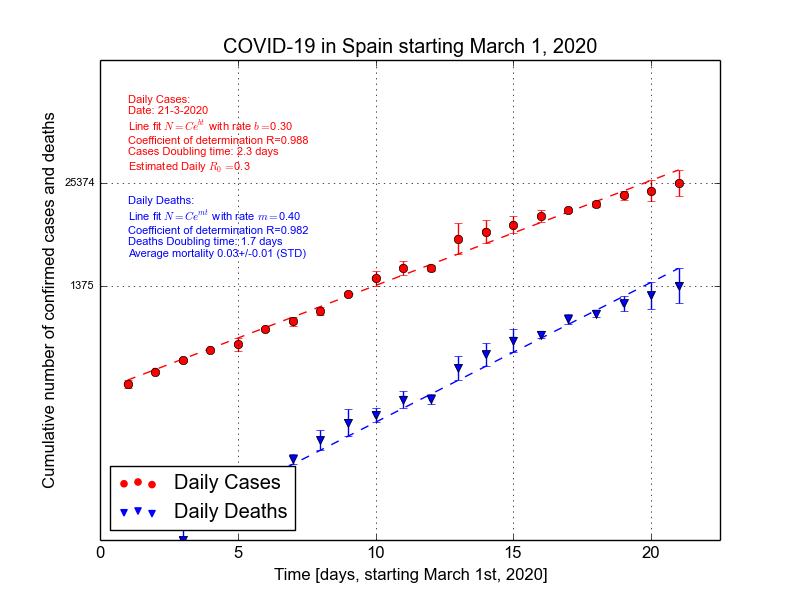 COVID-19 in Spain starting March 1, 2020
Daily Cases:
Date: 21-3-2020
Line fit N = Ce^{bt} with rate b = 0.30
Coefficient of determination R=0.988
Cases Doubling time: 2.3 days
Estimated Daily R_0 = 0.3
Daily Deaths:
Line fit N = Ce^{mt} with rate m = 0.40
Coefficient of determination R=0.982
Deaths Doubling time: 1.7 days
Average mortality 0.03+/-0.01 (STD)
Cumulative number of confirmed cases and deaths
25374
1375
Daily Cases
Daily Deaths
0 5 10 15 20
Time [days, starting March 1st, 2020]